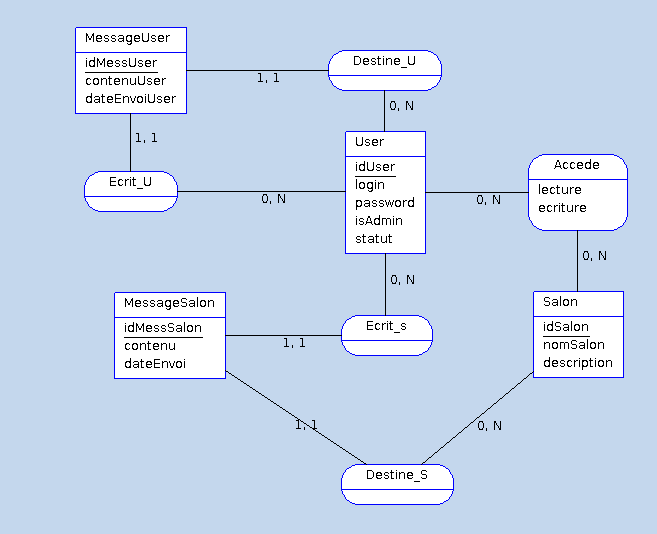 MessageUser
idMessUser
contenuUser
dateEnvoiUser
1, 1
Destine_U
0, N
1, 1
Ecrit_U
0, N
User
idUser
login
password
isAdmin
statut
0, N
Accede
lecture
ecriture
0, N
0, N
MessageSalon
idMessSalon
contenu
dateEnvoi
1, 1
Ecrit_s
Salon
idSalon
nomSalon
description
1, 1
0, N
Destine_S